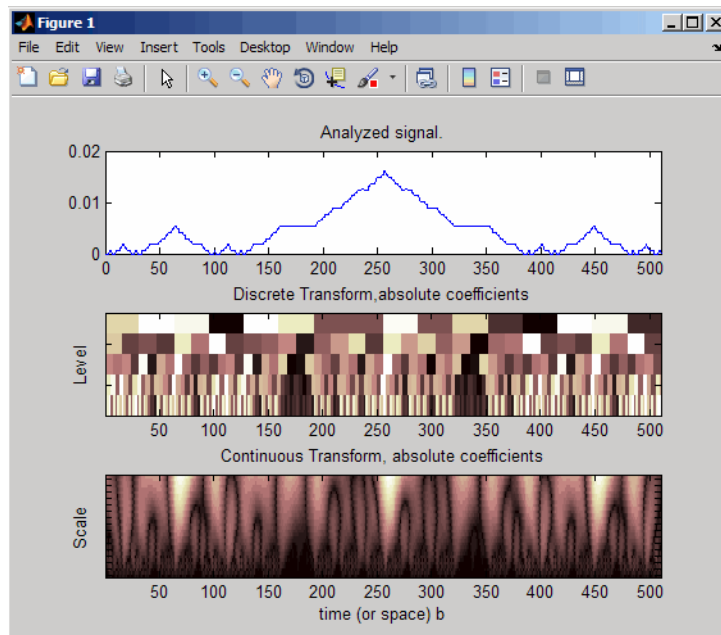 Figure 1
File Edit View Insert Tools Desktop Window Help
Analyzed signal.
0.02
0.01
0
0 50 100 150 200 250 300 350 400 450 500
Discrete Transform,absolute coefficients
Level
50 100 150 200 250 300 350 400 450 500
Continuous Transform, absolute coefficients
Scale
50 100 150 200 250 300 350 400 450 500
time (or space) b